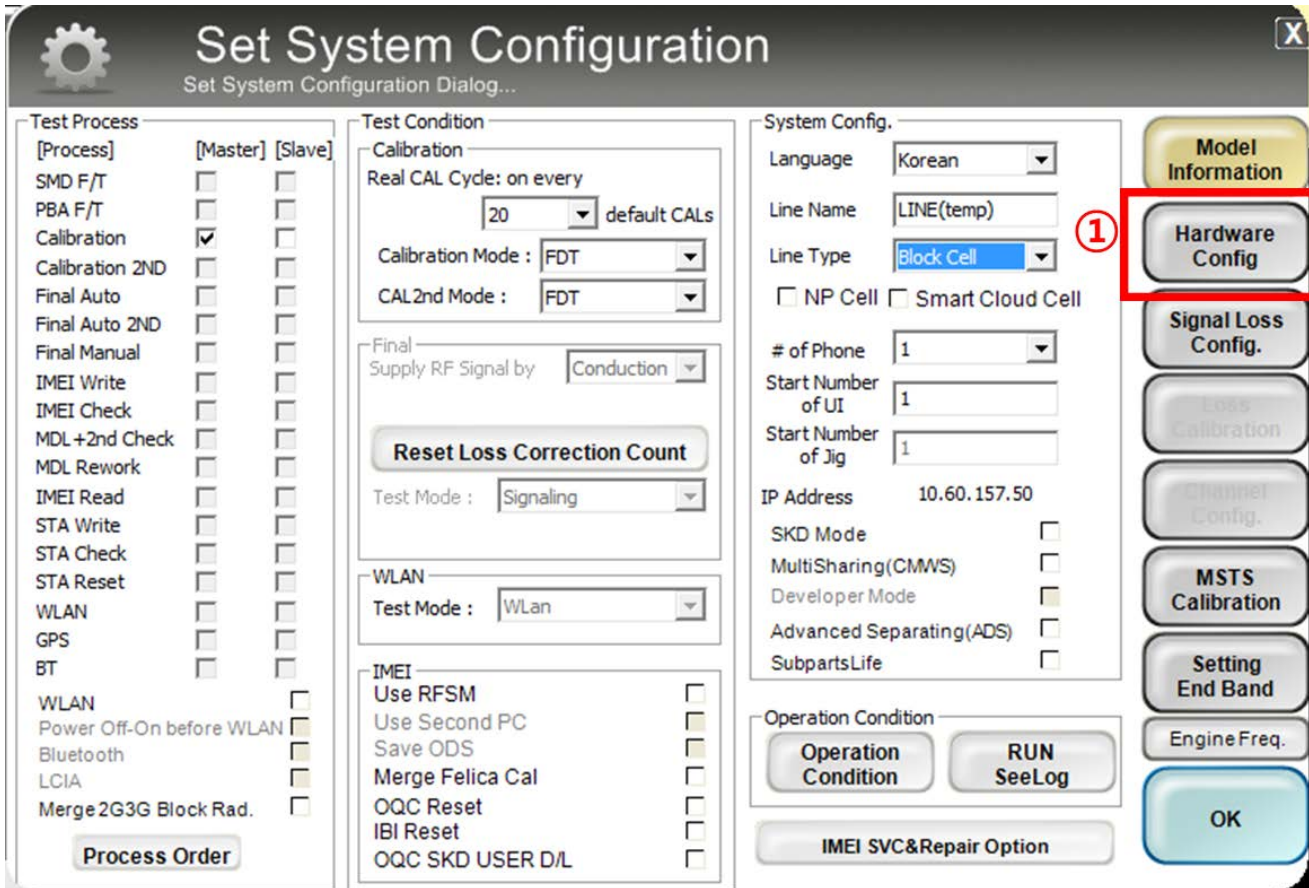 Set System Configuration
X
Set System Configuration Dialog...
Test Process
[Process] [Master] [Slave]
SMD F/T
PBA F/T
Calibration
Calibration 2ND
Final Auto
Final Auto 2ND
Final Manual
IMEI Write
IMEI Check
MDL+2nd Check
MDL Rework
IMEI Read
STA Write
STA Check
STA Reset
WLAN
GPS
BT
WLAN
Power Off-On before WLAN
Bluetooth
LCIA
Merge 2G3G Block Rad.
Process Order
Test Condition
Calibration
Real CAL Cycle: on every
20 default CALs
Calibration Mode : FDT
CAL2nd Mode : FDT
Final
Supply RF Signal by Conduction
Reset Loss Correction Count
Test Mode : Signaling
WLAN
Test Mode : WLan
IMEI
Use RFSM
Use Second PC
Save ODS
Merge Felica Cal
OQC Reset
IBI Reset
OQC SKD USER D/L
System Config.
Language Korean
Line Name LINE(temp)
Line Type Block Cell
NP Cell Smart Cloud Cell
# of Phone 1
Start Number
of UI 1
Start Number
of Jig 1
IP Address 10.60.157.50
SKD Mode
MultiSharing(CMWS)
Developer Mode
Advanced Separating(ADS)
SubpartsLife
Operation Condition
Operation
Condition
RUN
SeeLog
IMEI SVC&Repair Option
Model
Information
①
Hardware
Config
Signal Loss
Config.
Loss
Calibration
Channel
Config.
MSTS
Calibration
Setting
End Band
Engine Freq.
OK